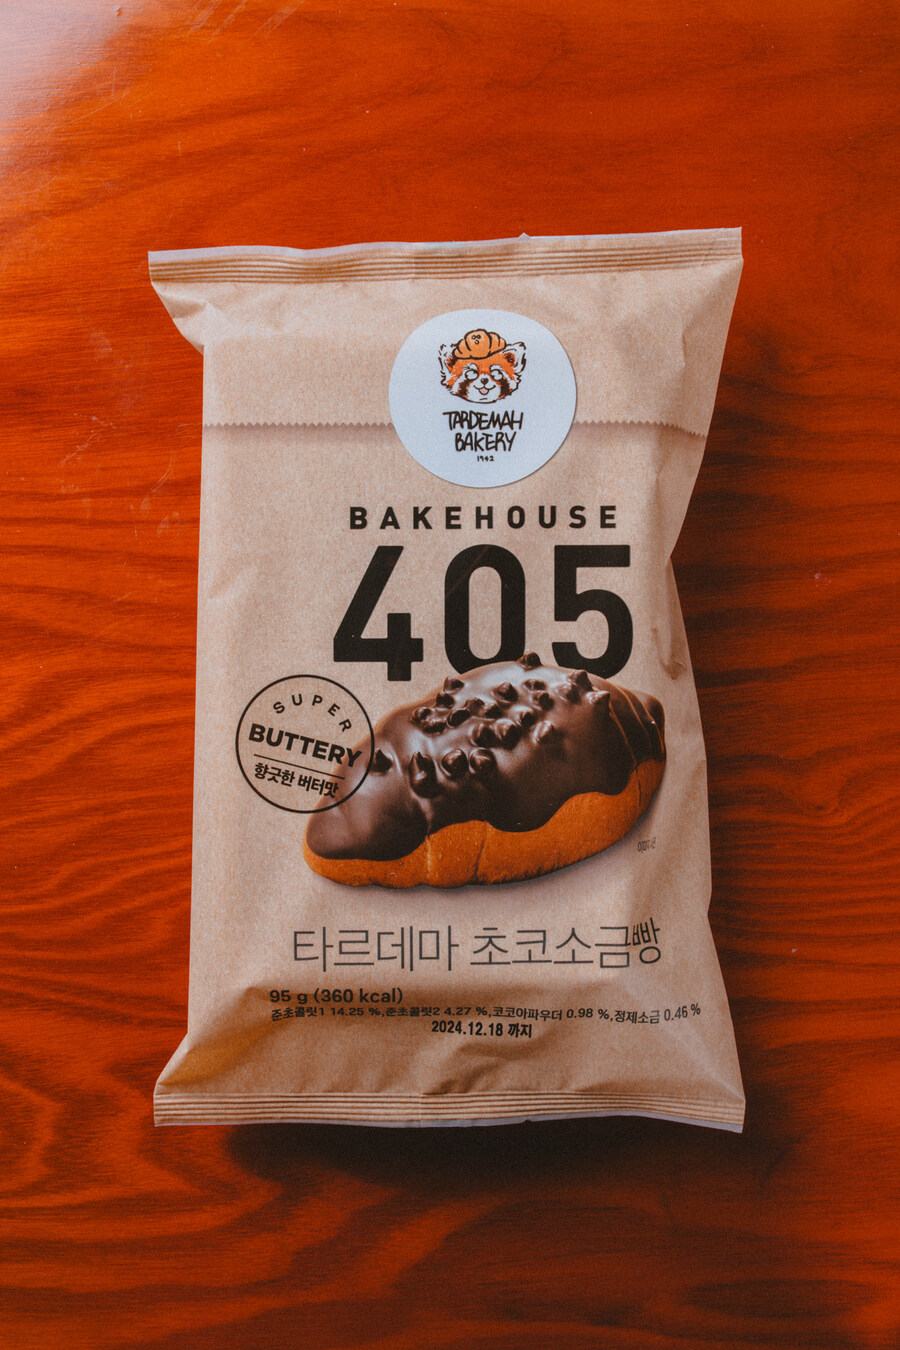 TARDEMAH
BAKERY
1942
BAKEHOUSE
405
SUPER
BUTTERY
향긋한 버터맛
타르데마 초코소금빵
95 g (360 kcal)
준초콜릿1 14.25 %,준초콜릿2 4.27 %,코코아파우더 0.98 %,정제소금 0.46 %
2024.12.18 까지